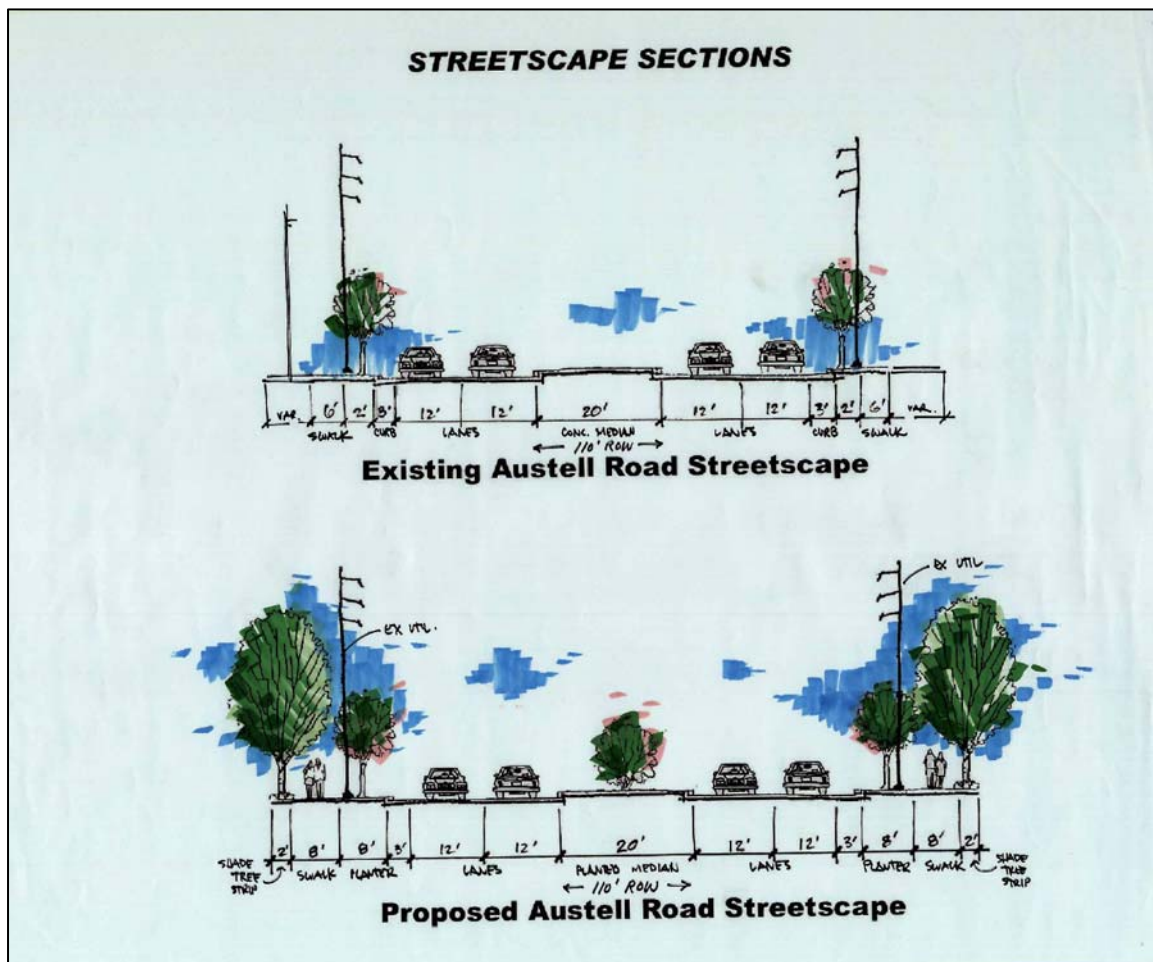 STREETSCAPE SECTIONS
VAR. 6' 2' 3' 12' 12' 20' 12' 12' 3' 2' 6' VAR.
SWALK CURB LANES CONC. MEDIAN LANES CURB SWALK
110' ROW
Existing Austell Road Streetscape
EX UTIL
EX UTIL.
2' 8' 8' 3' 12' 12' 20' 12' 12' 3' 8' 8' 2'
SHADE TREE STRIP SWALK PLANTER LANES PLANTED MEDIAN LANES PLANTER SWALK SHADE TREE STRIP
110' ROW
Proposed Austell Road Streetscape